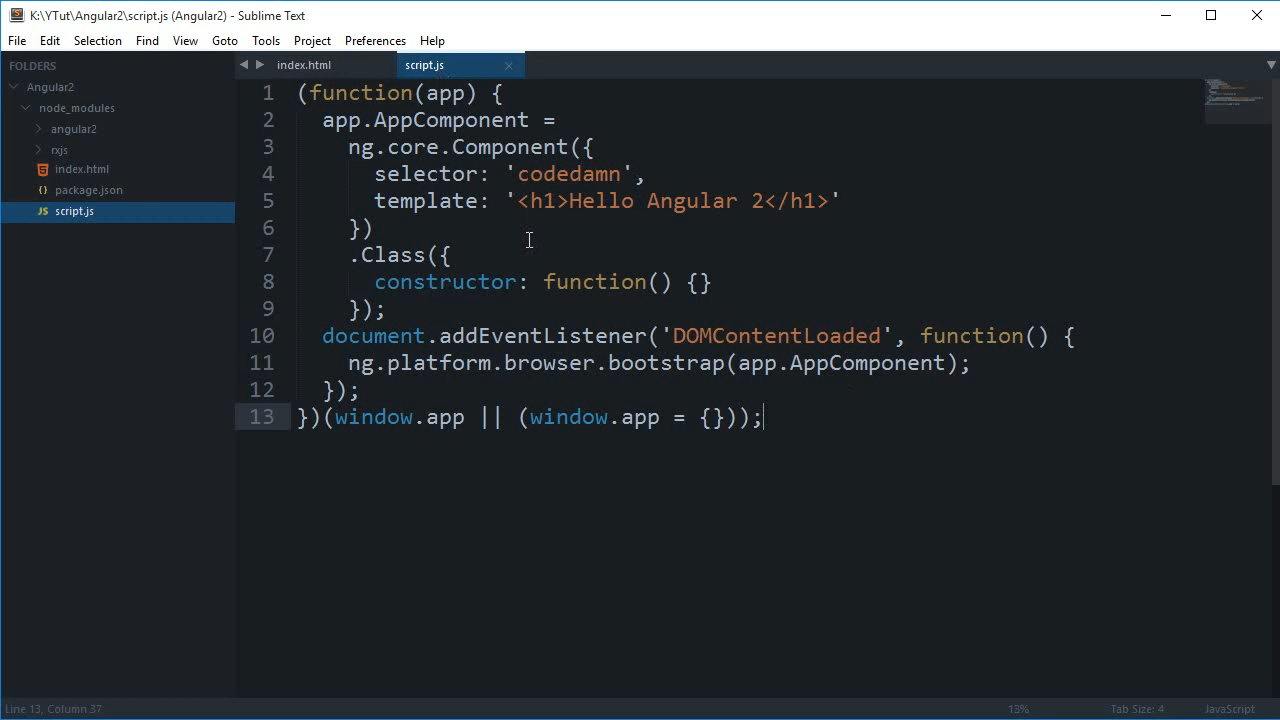 K:\YTut\Angular2\script.js (Angular2) - Sublime Text
File Edit Selection Find View Goto Tools Project Preferences Help
FOLDERS
Angular2
node_modules
angular2
rxjs
index.html
package.json
script.js
index.html script.js
1 (function(app) {
2 app.AppComponent =
3 ng.core.Component({
4 selector: 'codedamn',
5 template: '<h1>Hello Angular 2</h1>'
6 })
7 .Class({
8 constructor: function() {}
9 });
10 document.addEventListener('DOMContentLoaded', function() {
11 ng.platform.browser.bootstrap(app.AppComponent);
12 });
13 })(window.app || (window.app = {}));
Line 13, Column 37 13% Tab Size: 4 JavaScript